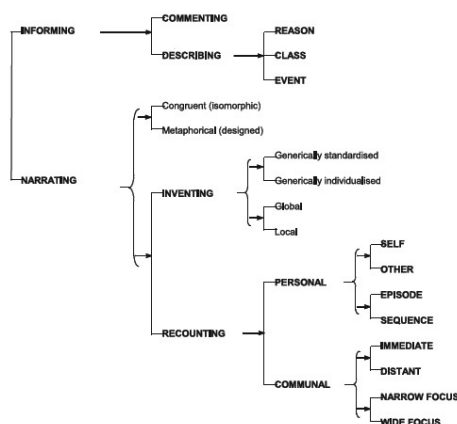 COMMENTING
INFORMING
REASON
DESCRIBING
CLASS
EVENT
Congruent (isomorphic)
Metaphorical (designed)
Generically standardised
NARRATING
INVENTING
Generically individualised
Global
Local
SELF
OTHER
PERSONAL
EPISODE
SEQUENCE
RECOUNTING
IMMEDIATE
DISTANT
COMMUNAL
NARROW FOCUS
WIDE FOCUS